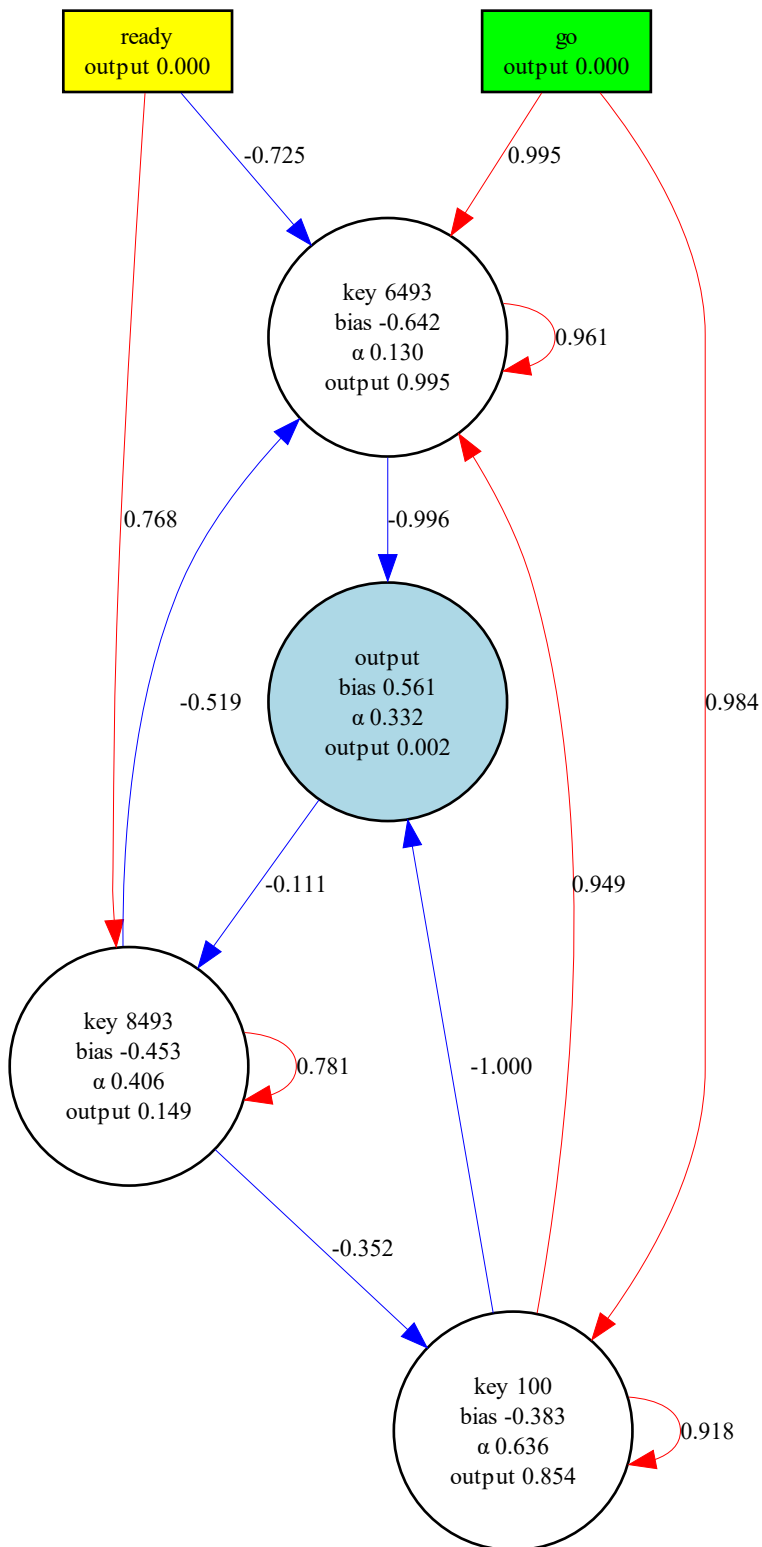 ready
output 0.000
go
output 0.000
-0.725
0.995
key 6493
bias -0.642
α 0.130
output 0.995
0.961
0.768
-0.996
-0.519
output
bias 0.561
α 0.332
output 0.002
0.984
-0.111
0.949
key 8493
bias -0.453
α 0.406
output 0.149
0.781
-1.000
-0.352
key 100
bias -0.383
α 0.636
output 0.854
0.918